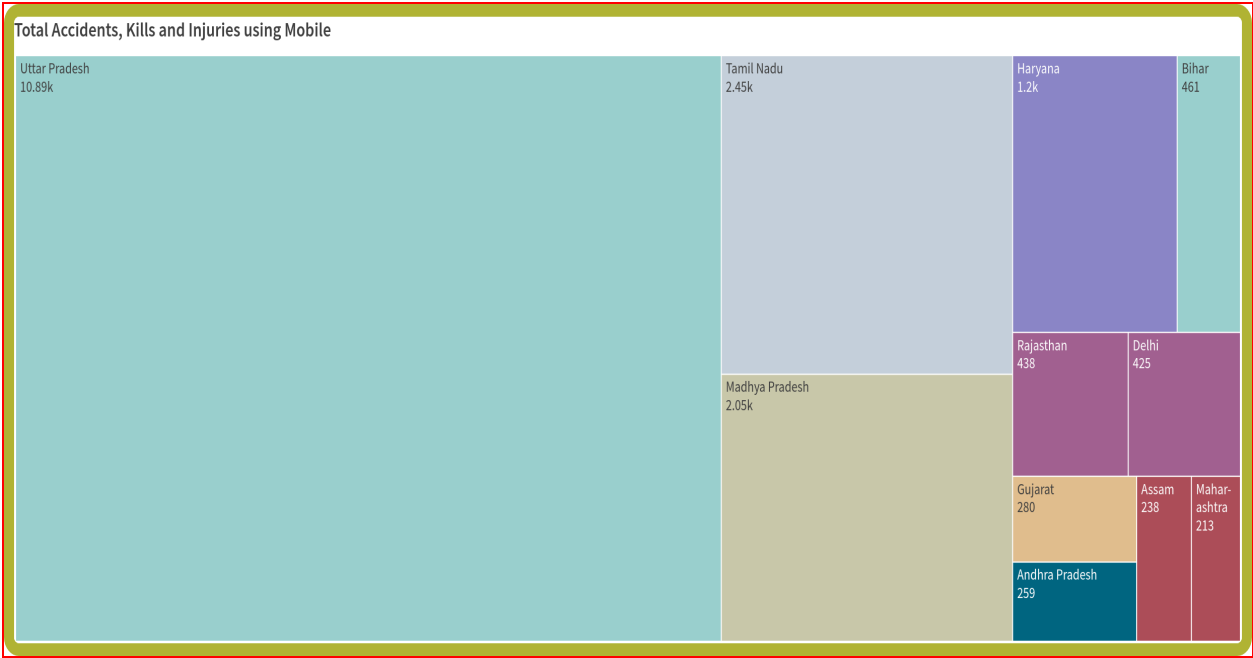 Total Accidents, Kills and Injuries using Mobile
Uttar Pradesh
10.89k
Tamil Nadu
2.45k
Madhya Pradesh
2.05k
Haryana
1.2k
Bihar
461
Rajasthan
438
Delhi
425
Gujarat
280
Andhra Pradesh
259
Assam
238
Mahar-
ashtra
213